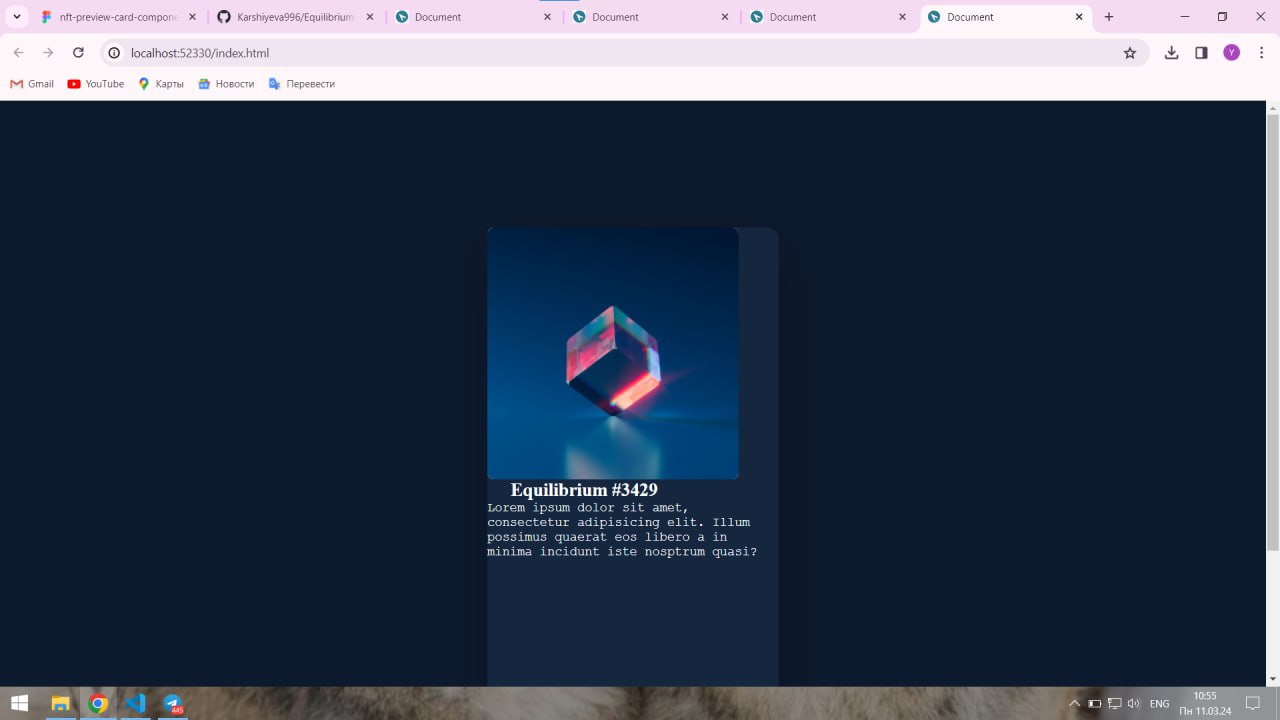 nft-preview-card-compone
Karshiyeva996/Equilibrium
Document
Document
Document
Document
localhost:52330/index.html
Y
Gmail
YouTube
Карты
Новости
Перевести
Equilibrium #3429
Lorem ipsum dolor sit amet,
consectetur adipisicing elit. Illum
possimus quaerat eos libero a in
minima incidunt iste nosptrum quasi?
445
ENG
10:55
Пн 11.03.24